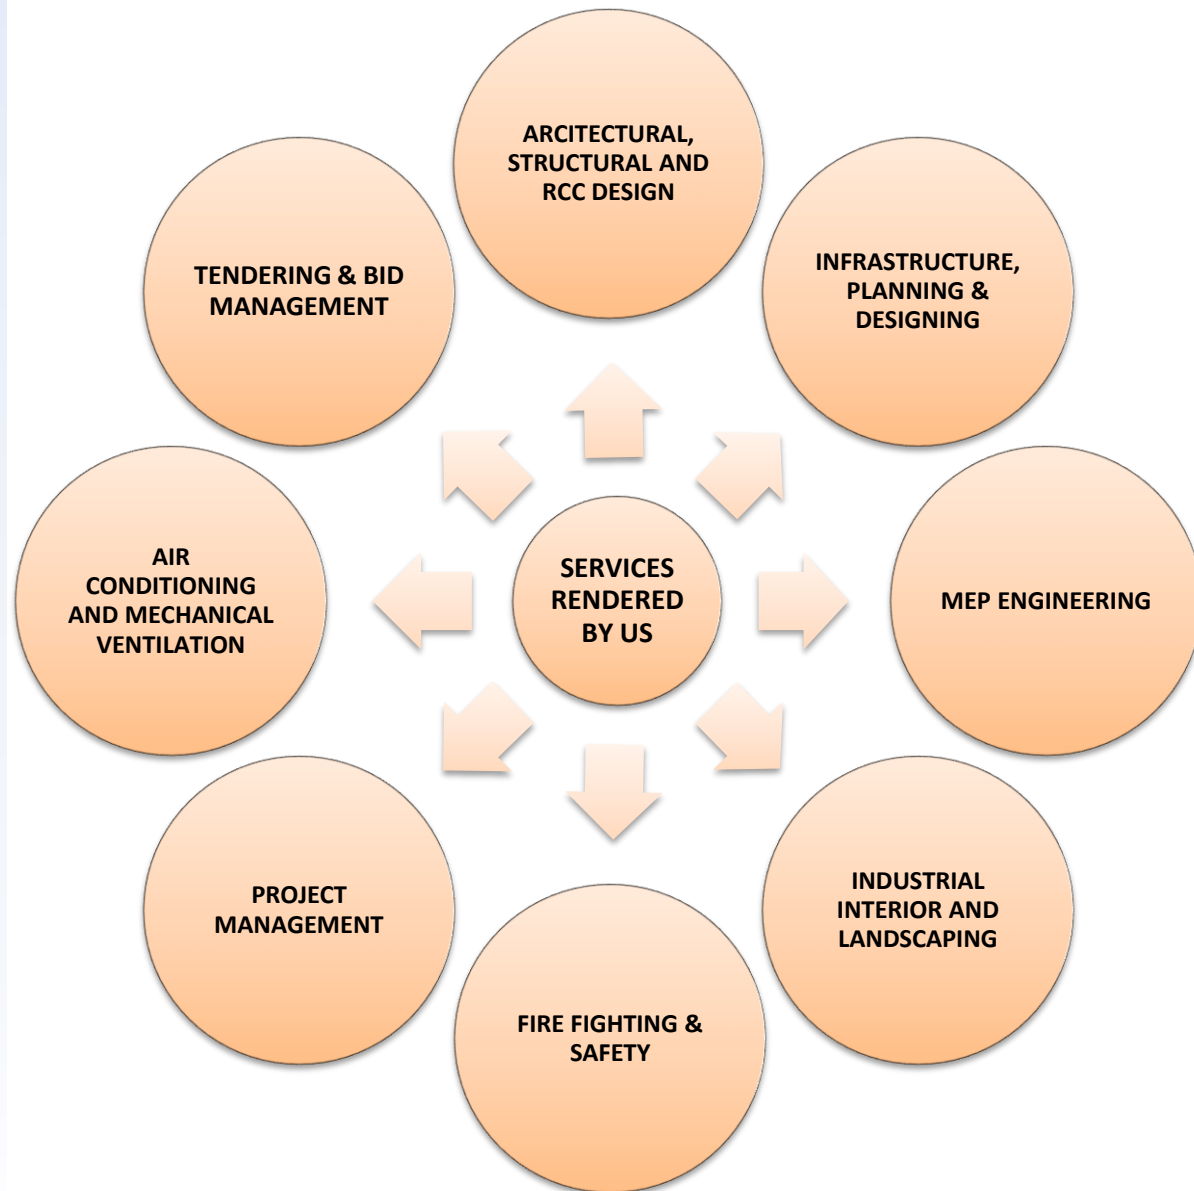 ARCITECTURAL,
STRUCTURAL AND
RCC DESIGN
INFRASTRUCTURE,
PLANNING &
DESIGNING
MEP ENGINEERING
INDUSTRIAL
INTERIOR AND
LANDSCAPING
FIRE FIGHTING &
SAFETY
PROJECT
MANAGEMENT
AIR
CONDITIONING
AND MECHANICAL
VENTILATION
TENDERING & BID
MANAGEMENT
SERVICES
RENDERED
BY US